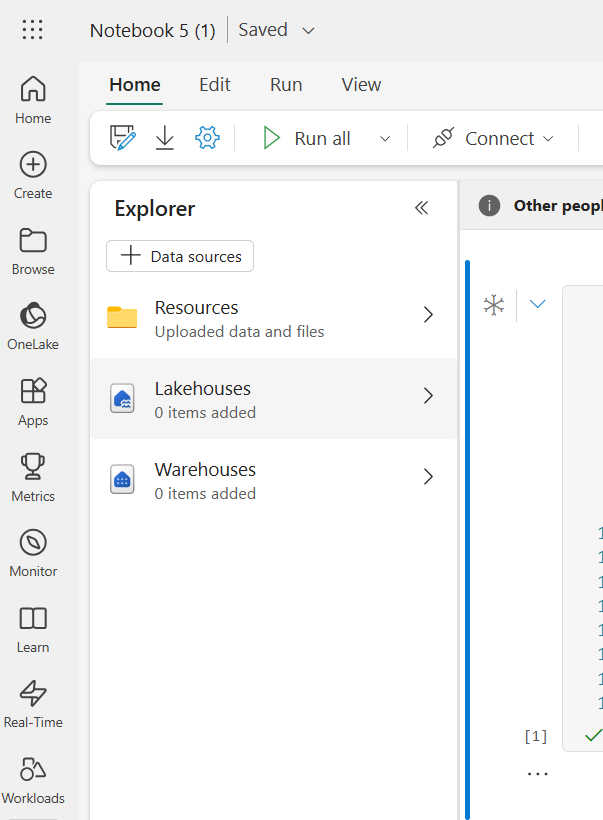 Notebook 5 (1)
Saved
Home
Edit
Run
View
Run all
Connect
Home
Create
Browse
OneLake
Apps
Metrics
Monitor
Learn
Real-Time
Workloads
Explorer
Data sources
Resources
Uploaded data and files
Lakehouses
0 items added
Warehouses
0 items added
Other peopl
1
1
1
1
1
1
1
1
[1]